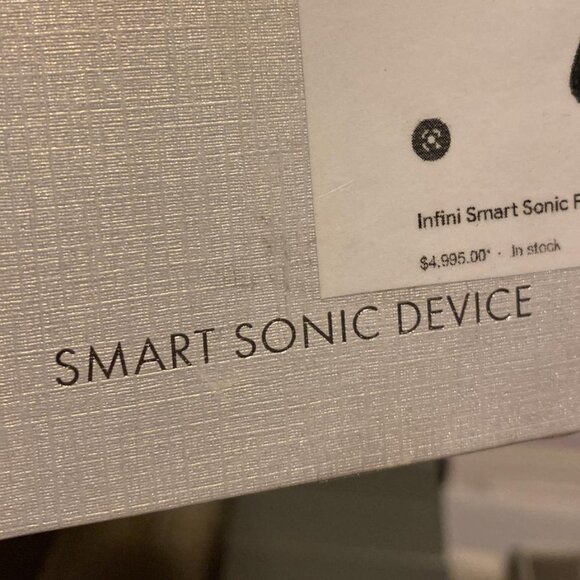 Infini Smart Sonic F
$4,995.00* · In stock
SMART SONIC DEVICE